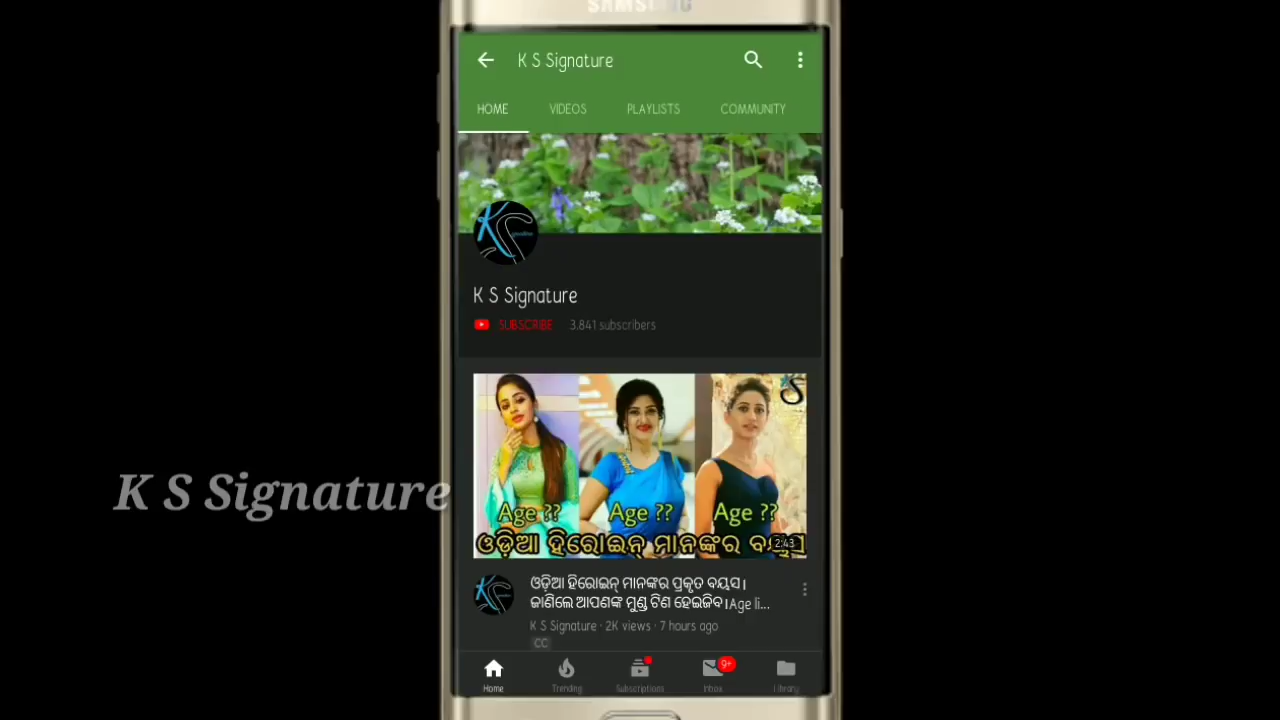 SAMSUNG
K S Signature
HOME VIDEOS PLAYLISTS COMMUNITY
K S Signature
SUBSCRIBE 3,841 subscribers
Age ?? Age ?? Age ??
ଓଡ଼ିଆ ହିରୋଇନ୍ ମାନଙ୍କର ବୟସ
2:43
ଓଡ଼ିଆ ହିରୋଇନ୍ ମାନଙ୍କର ପ୍ରକୃତ ବୟସ।
ଜାଣିଲେ ଆପଣଙ୍କ ମୁଣ୍ଡ ଟିଣ ହେଇଜିବ।Age li...
K S Signature · 2K views · 7 hours ago
CC
Home Trending Subscriptions Inbox Library
9+
K S Signature